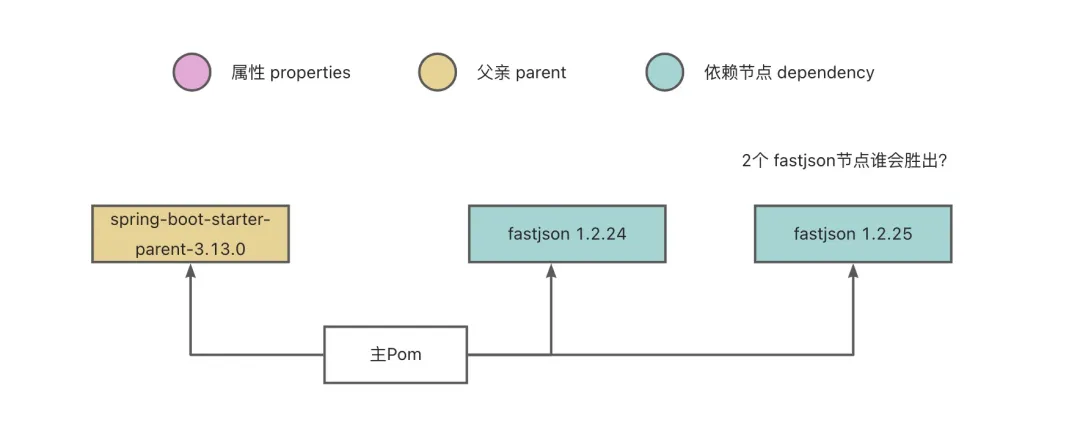 属性 properties
父亲 parent
依赖节点 dependency
2个 fastjson节点谁会胜出?
spring-boot-starter-
parent-3.13.0
fastjson 1.2.24
fastjson 1.2.25
主Pom